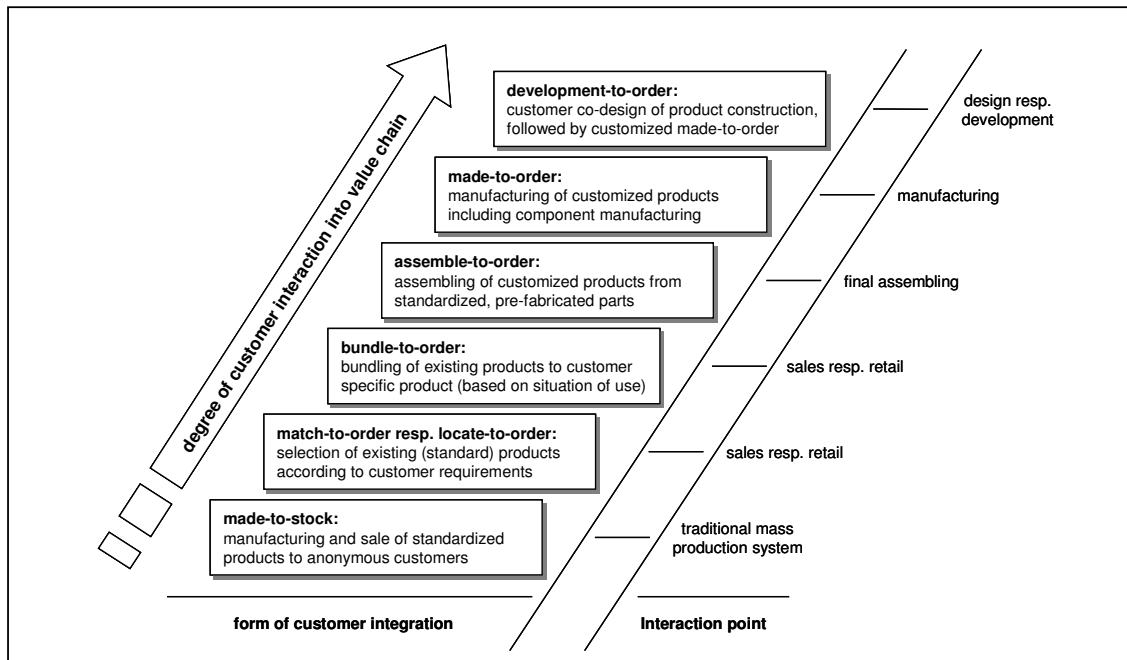 degree of customer interaction into value chain
development-to-order:
customer co-design of product construction,
followed by customized made-to-order
design resp.
development
made-to-order:
manufacturing of customized products
including component manufacturing
manufacturing
assemble-to-order:
assembling of customized products from
standardized, pre-fabricated parts
final assembling
bundle-to-order:
bundling of existing products to customer
specific product (based on situation of use)
sales resp. retail
match-to-order resp. locate-to-order:
selection of existing (standard) products
according to customer requirements
sales resp. retail
made-to-stock:
manufacturing and sale of standardized
products to anonymous customers
traditional mass
production system
form of customer integration
Interaction point